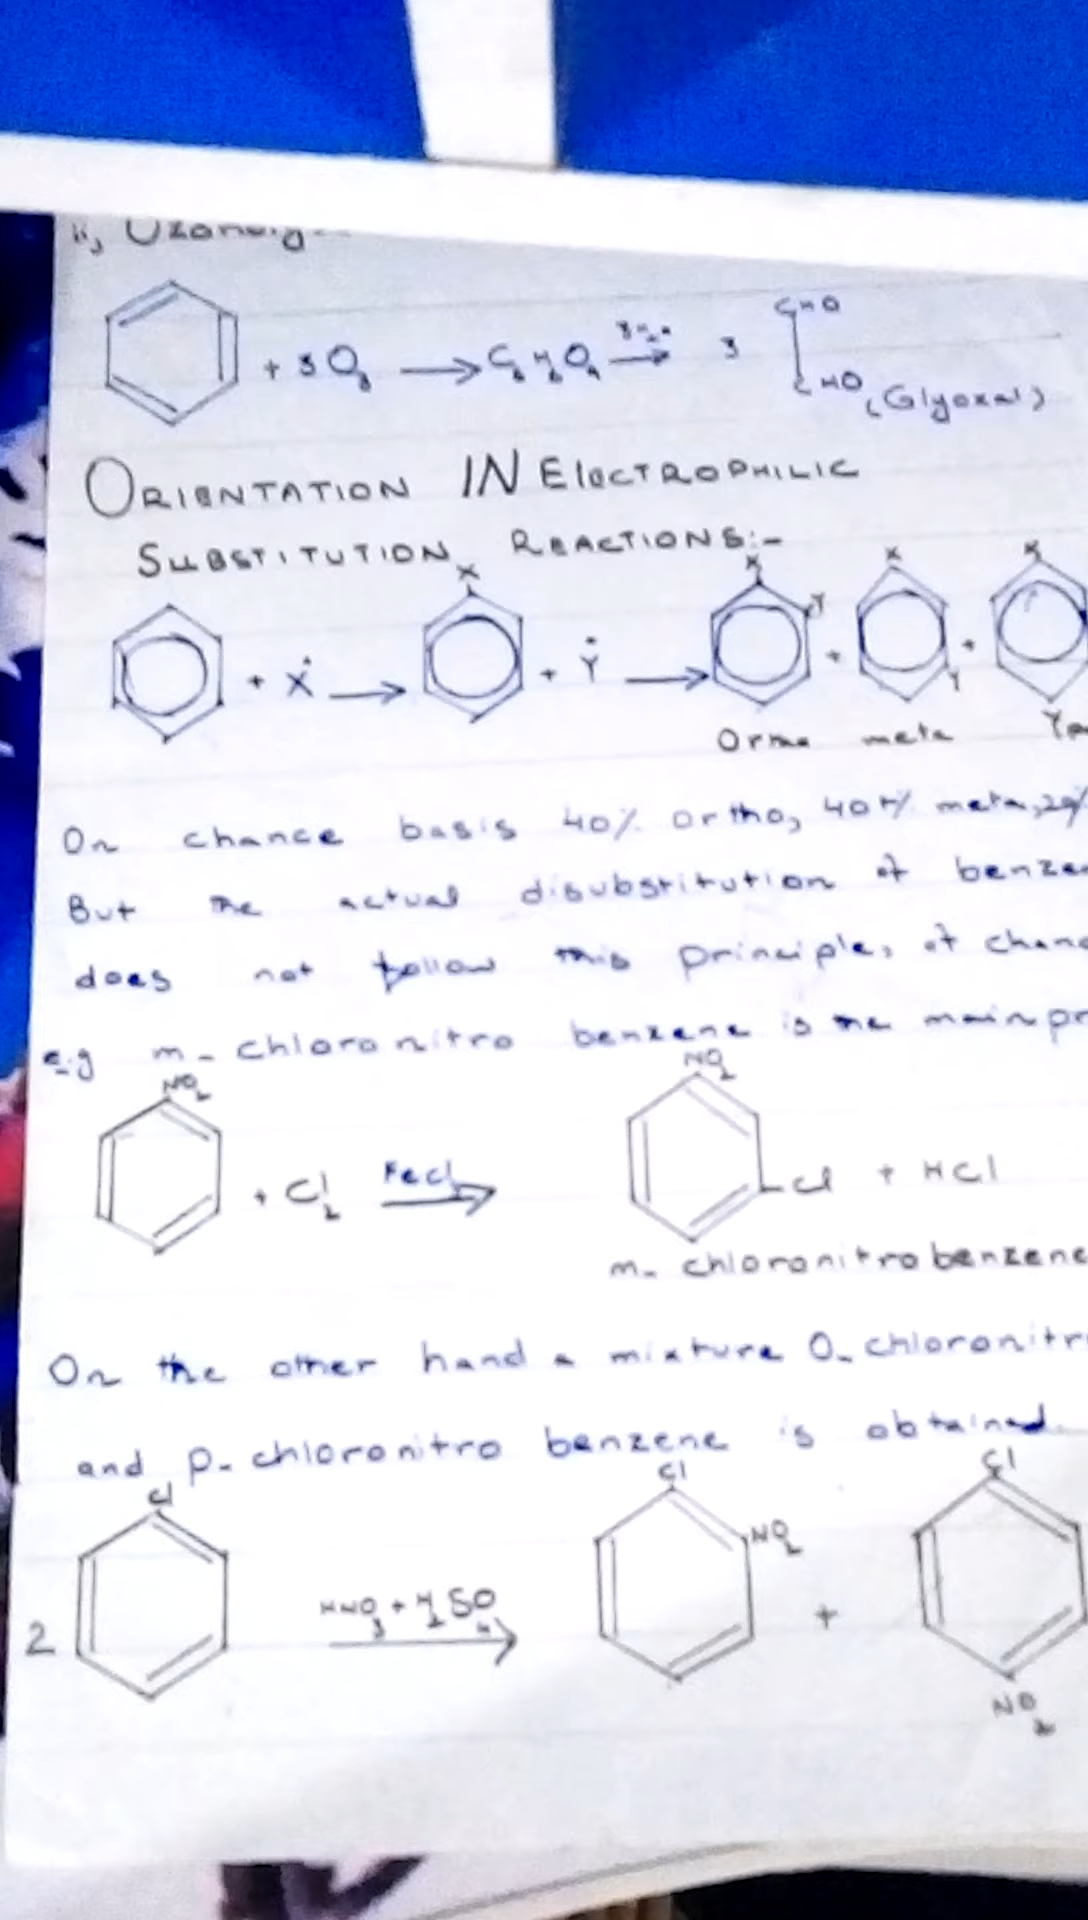 ii,
+ 3O3 → C6H6O9 → 3 CHO
CHO (Glyoxal)
ORIENTATION IN ElECTROPHILIC
SUBSTITUTION REACTIONS:-
X X X X
+ X → + Y → Y + Y + Y
Ortho meta
On chance basis 40% ortho, 40% meta, 20%
But the actual disubstitution of
does not follow this principle, of
e.g m-chloronitro benzene is the main
NO2 NO2
+ Cl2 FeCl3 → Cl + HCl
m-chloronitrobenzene
On the other hand a mixture O-
and p-chloronitro benzene is obtained.
Cl Cl Cl
2 HNO3 + H2SO4 → NO2 +
NO2